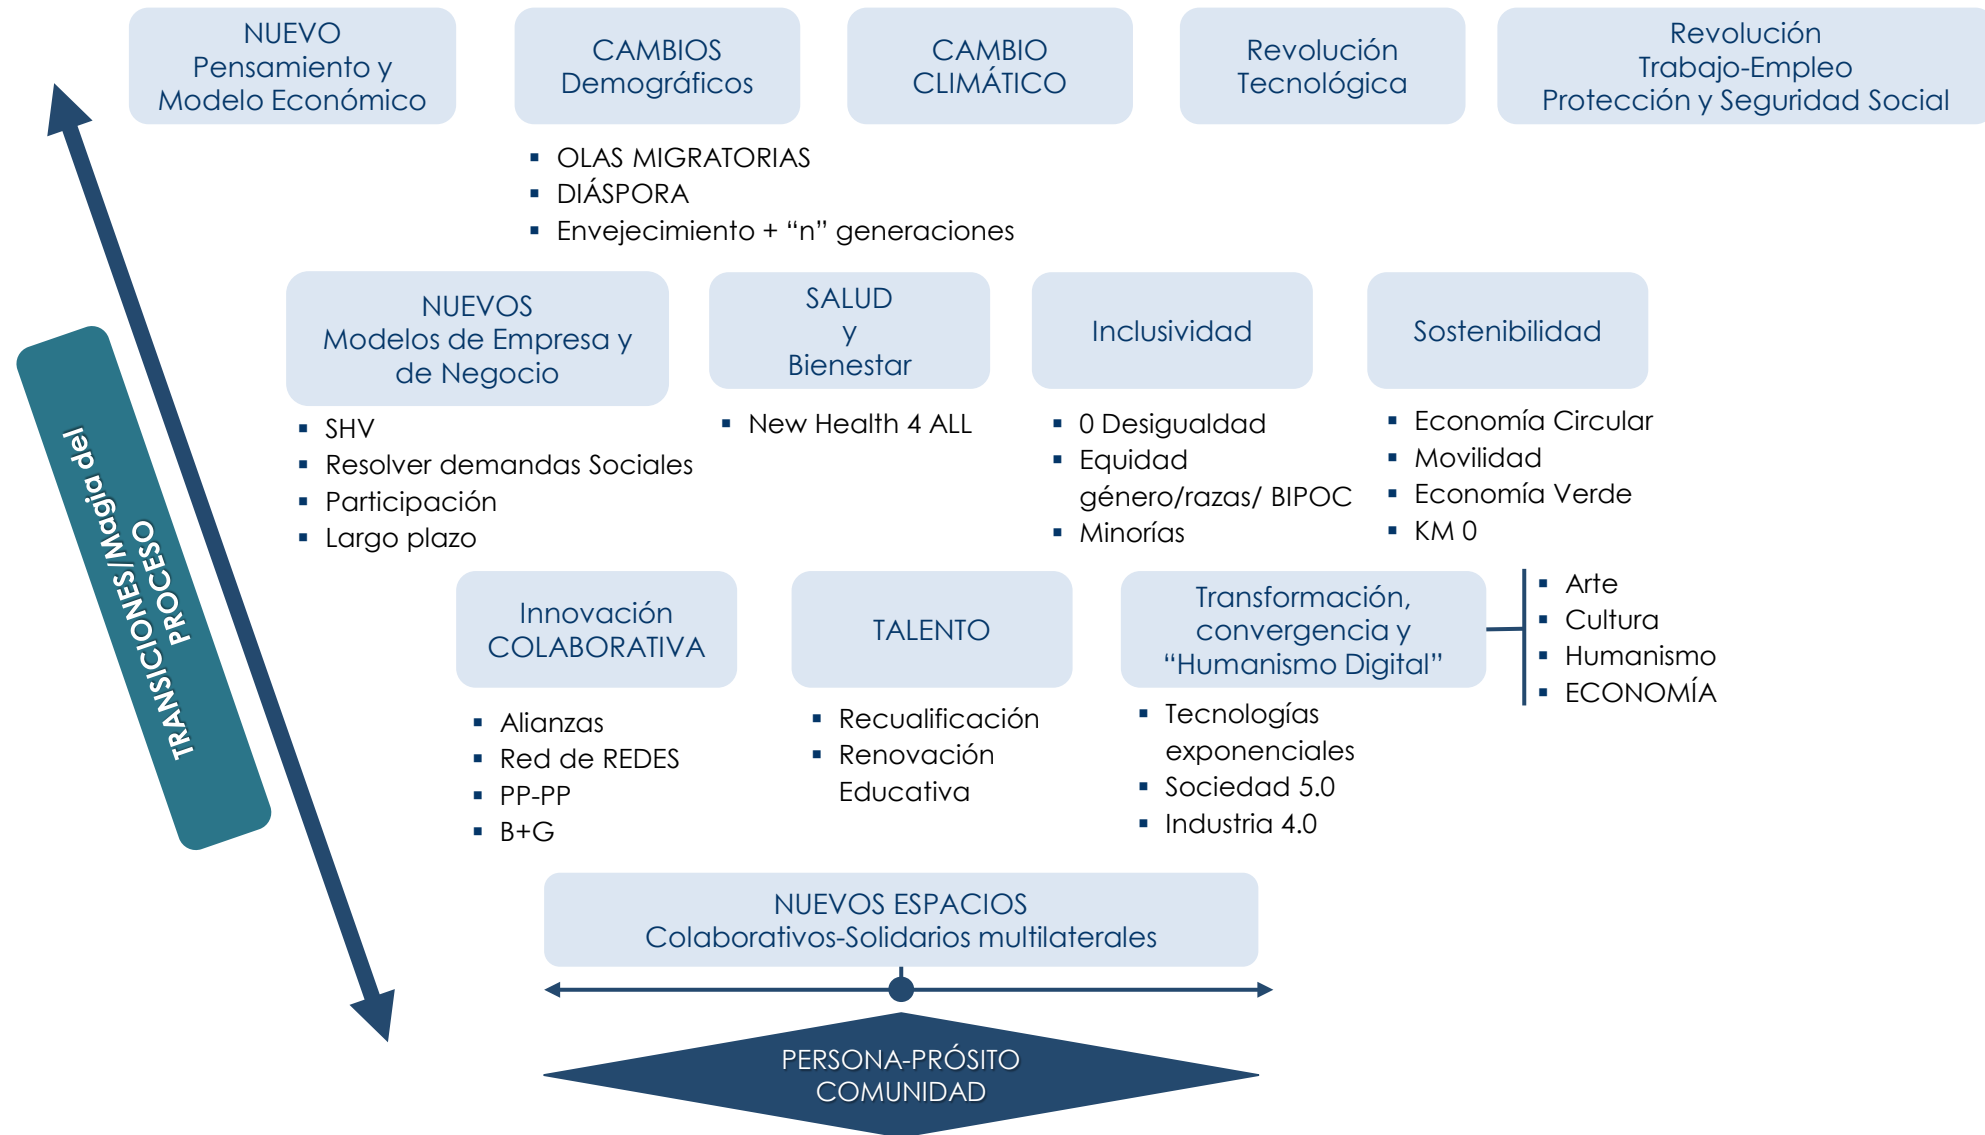 NUEVO
Pensamiento y
Modelo Económico
CAMBIOS
Demográficos
CAMBIO
CLIMÁTICO
Revolución
Tecnológica
Revolución
Trabajo-Empleo
Protección y Seguridad Social
▪ OLAS MIGRATORIAS
▪ DIÁSPORA
▪ Envejecimiento + “n” generaciones
TRANSICIONES/Magia del
PROCESO
NUEVOS
Modelos de Empresa y
de Negocio
▪ SHV
▪ Resolver demandas Sociales
▪ Participación
▪ Largo plazo
SALUD
y
Bienestar
▪ New Health 4 ALL
Inclusividad
▪ 0 Desigualdad
▪ Equidad
género/razas/ BIPOC
▪ Minorías
Sostenibilidad
▪ Economía Circular
▪ Movilidad
▪ Economía Verde
▪ KM 0
Innovación
COLABORATIVA
▪ Alianzas
▪ Red de REDES
▪ PP-PP
▪ B+G
TALENTO
▪ Recualificación
▪ Renovación
Educativa
Transformación,
convergencia y
“Humanismo Digital”
▪ Tecnologías
exponenciales
▪ Sociedad 5.0
▪ Industria 4.0
▪ Arte
▪ Cultura
▪ Humanismo
▪ ECONOMÍA
NUEVOS ESPACIOS
Colaborativos-Solidarios multilaterales
PERSONA-PRÓSITO
COMUNIDAD